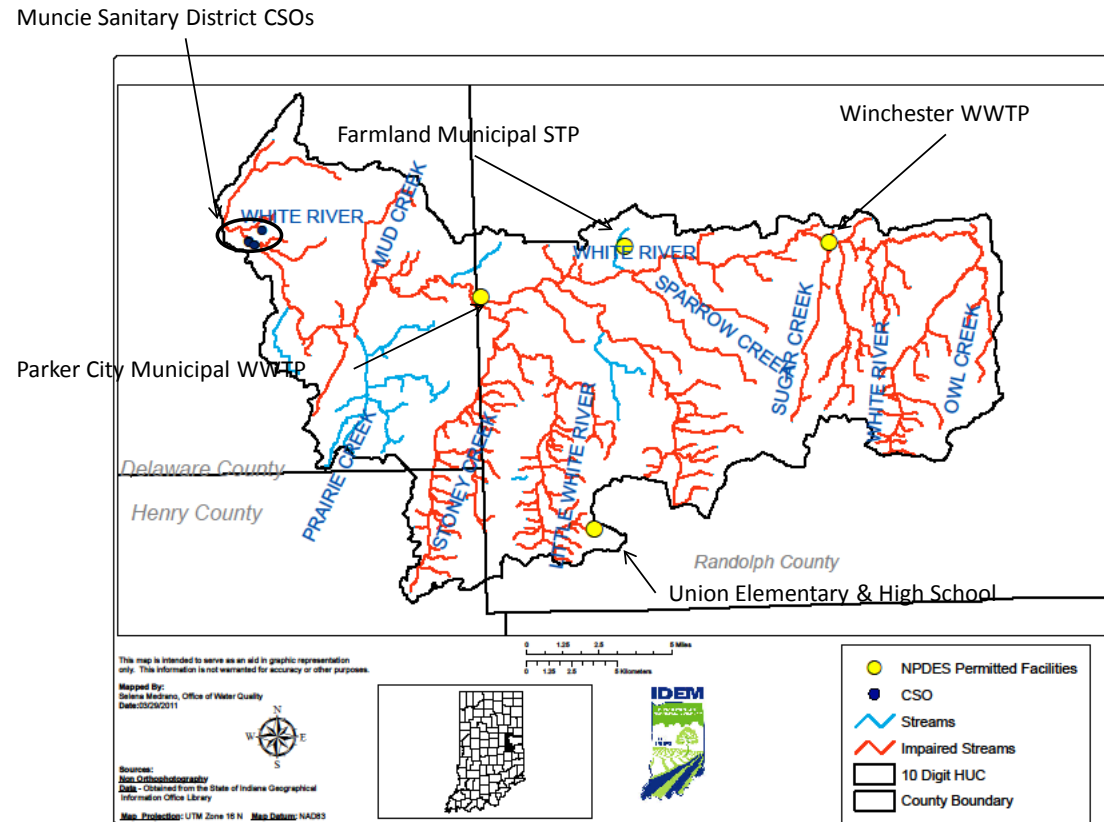 Muncie Sanitary District CSOs
Winchester WWTP
Farmland Municipal STP
WHITE RIVER
MUD CREEK
WHITE RIVER
SPARROW CREEK
SUGAR CREEK
WHITE RIVER
OWL CREEK
Parker City Municipal WWTP
PRAIRIE CREEK
STONEY CREEK
LITTLE WHITE RIVER
Delaware County
Henry County
Randolph County
Union Elementary & High School
This map is intended to serve as an aid in graphic representation
only. This information is not warranted for accuracy or other purposes.
Mapped By:
Selena Medrano, Office of Water Quality
Date:03/29/2011
N
W E
S
Sources:
Non Orthophotography
Data - Obtained from the State of Indiana Geographical
Information Office Library
Map Projection: UTM Zone 16 N Map Datum: NAD83
0 1.25 2.5 5 Miles
0 1.25 2.5 5 Kilometers
IDEM
NPDES Permitted Facilities
CSO
Streams
Impaired Streams
10 Digit HUC
County Boundary